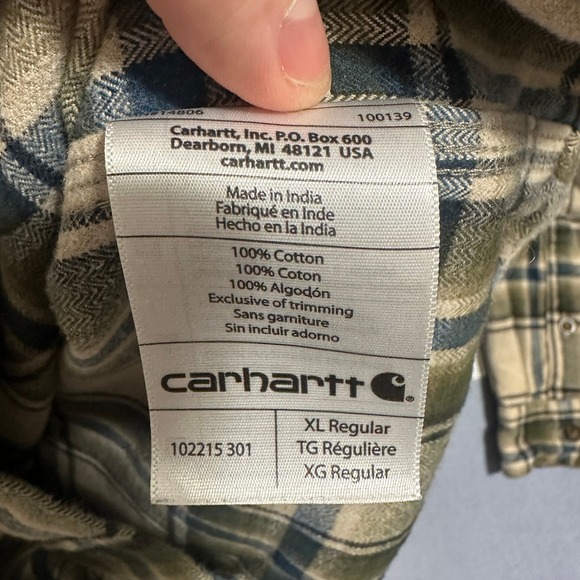 100139
Carhartt, Inc. P.O. Box 600
Dearborn, MI 48121 USA
carhartt.com
Made in India
Fabriqué en Inde
Hecho en la India
100% Cotton
100% Coton
100% Algodón
Exclusive of trimming
Sans garniture
Sin incluir adorno
carhartt
102215 301
XL Regular
TG Régulière
XG Regular